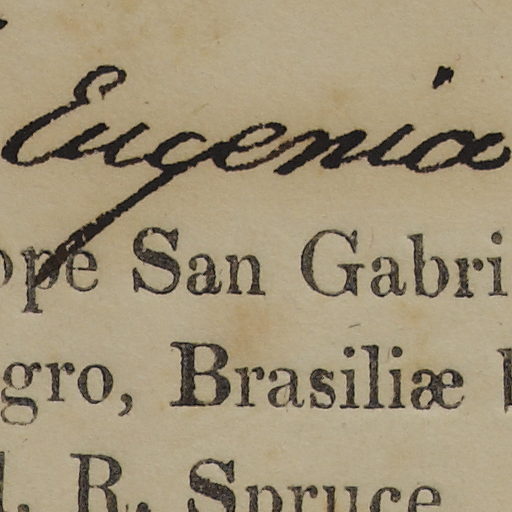 Eugenia
ope San Gabri
gro, Brasiliæ
l. R. Spruce